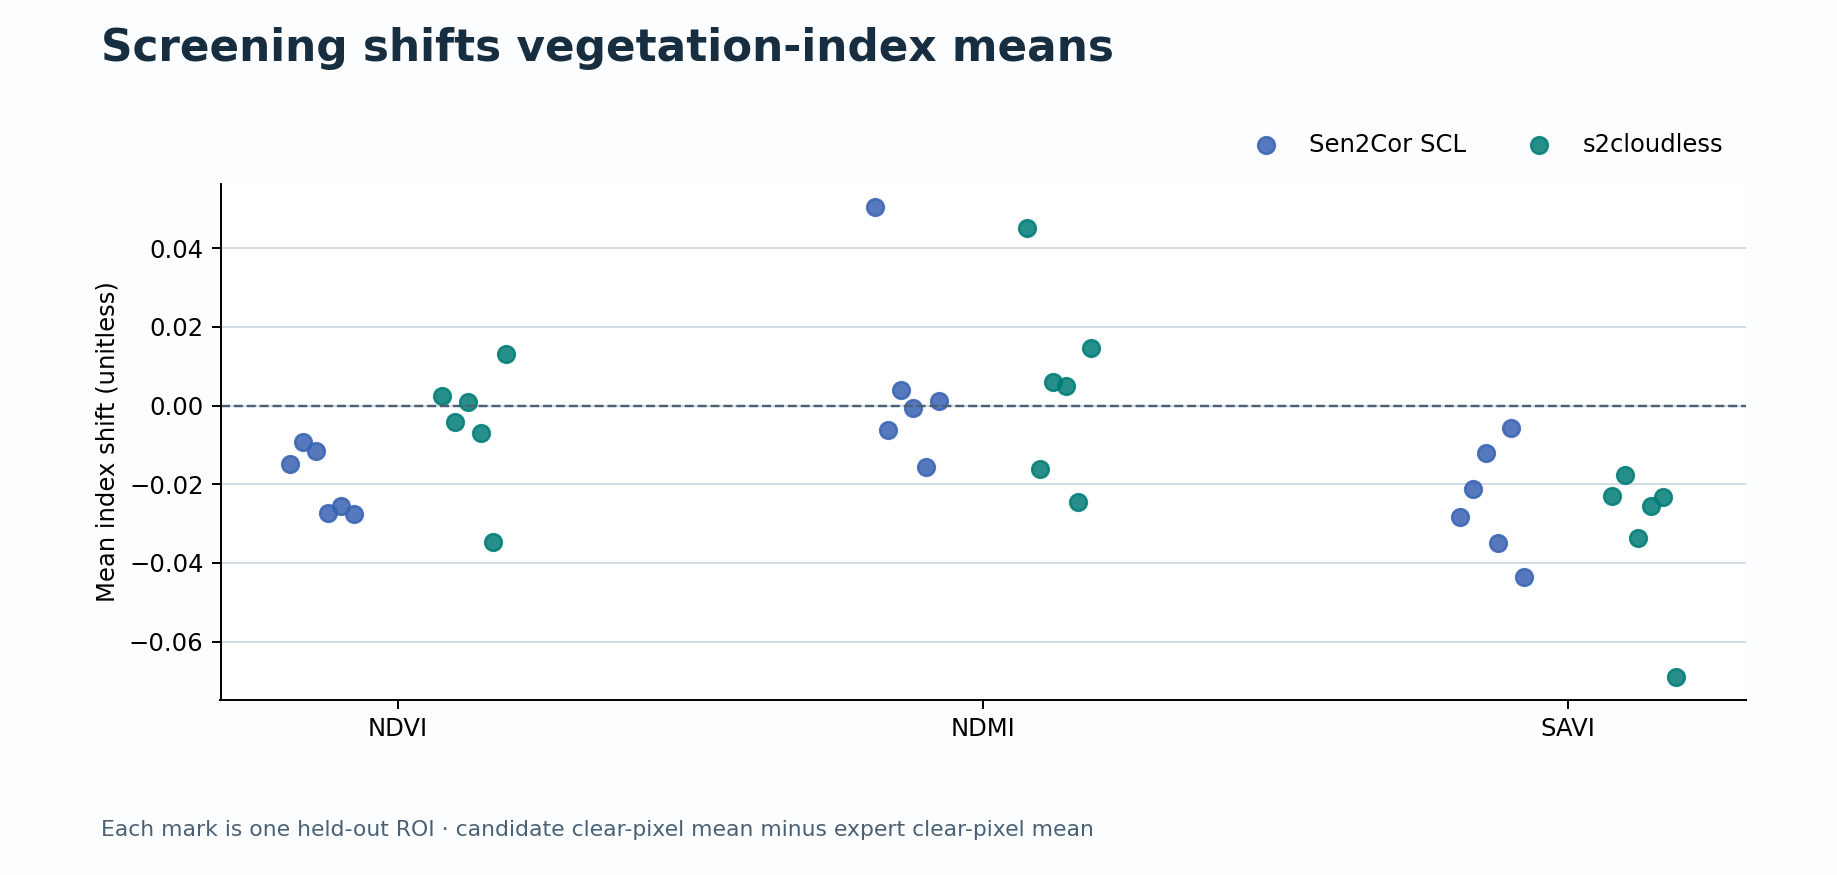 Screening shifts vegetation-index means
Sen2Cor SCL
s2cloudless
Mean index shift (unitless)
0.04
0.02
0.00
−0.02
−0.04
−0.06
NDVI
NDMI
SAVI
Each mark is one held-out ROI · candidate clear-pixel mean minus expert clear-pixel mean